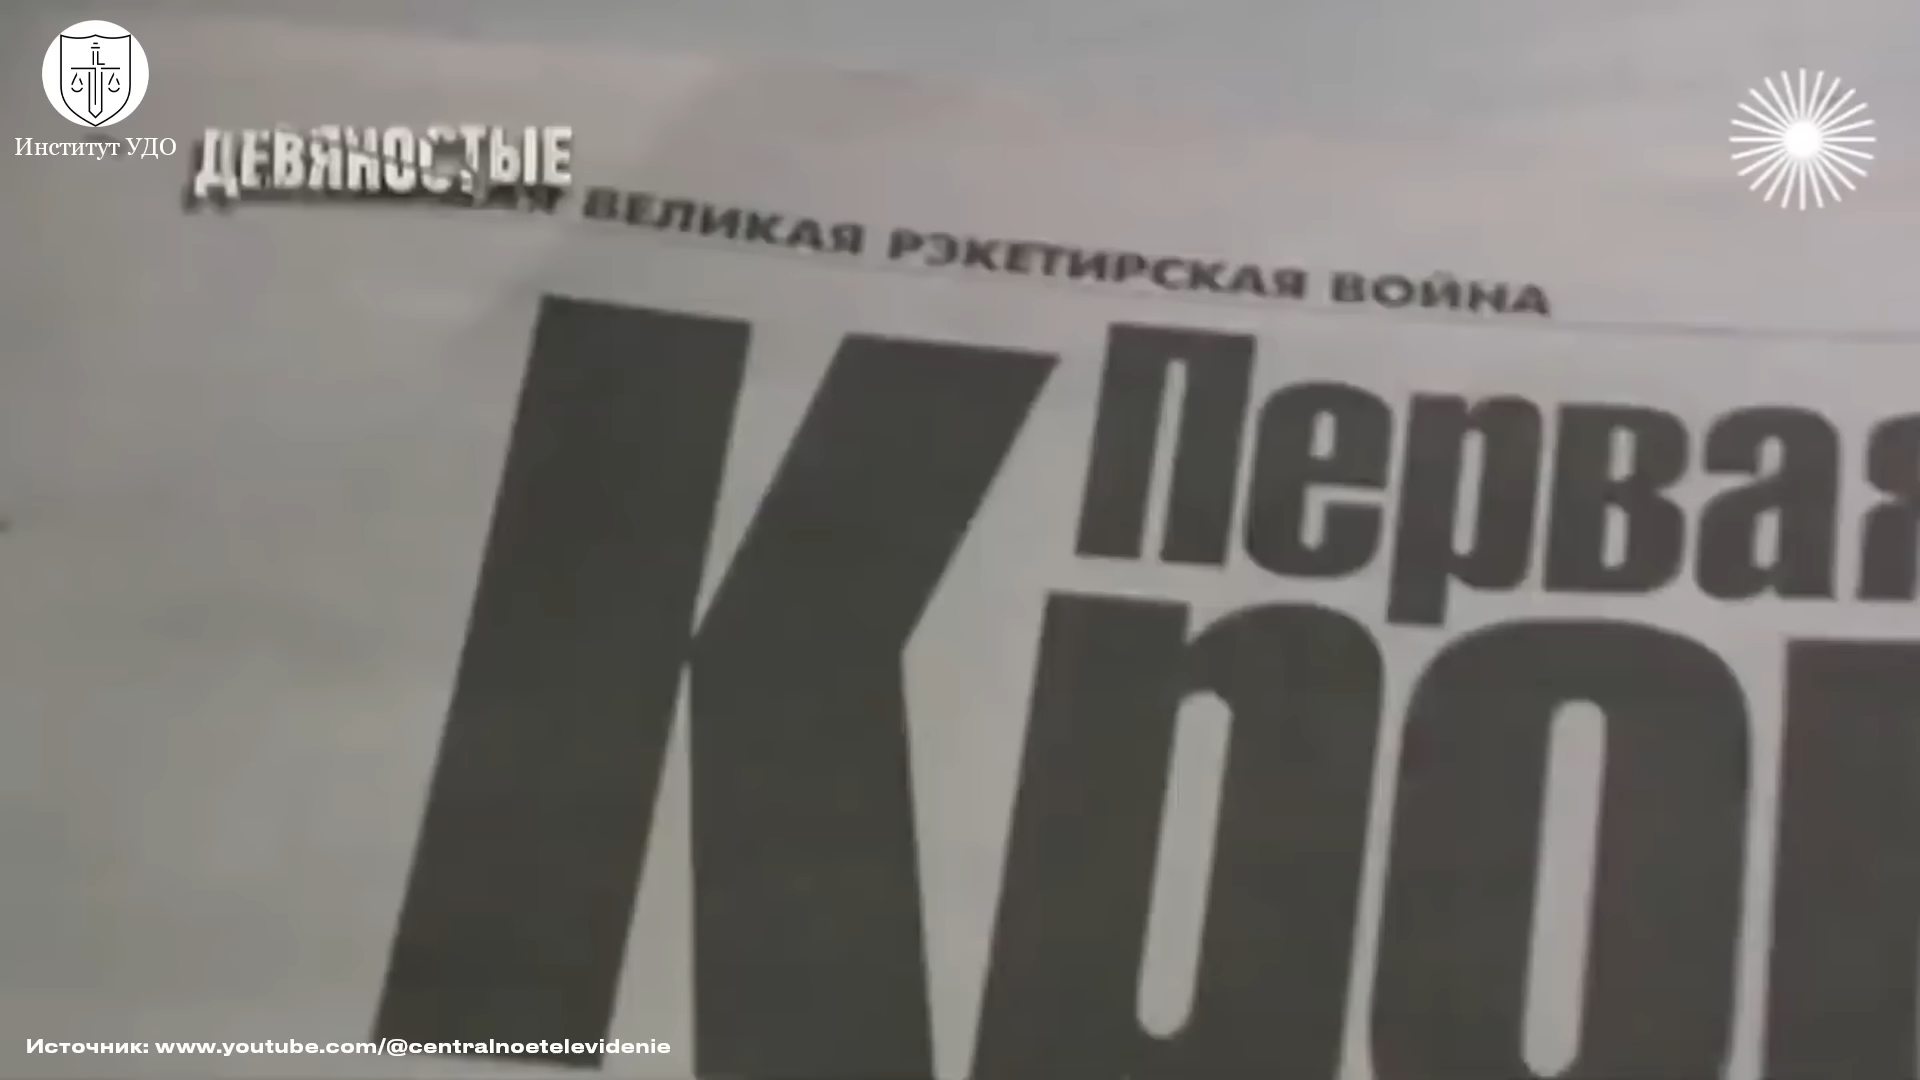 Институт УДО
ДЕВЯНОСТЫЕ
ВЕЛИКАЯ РЭКЕТИРСКАЯ ВОЙНА
Первая
Источник: www.youtube.com/@centralnoetelevidenie